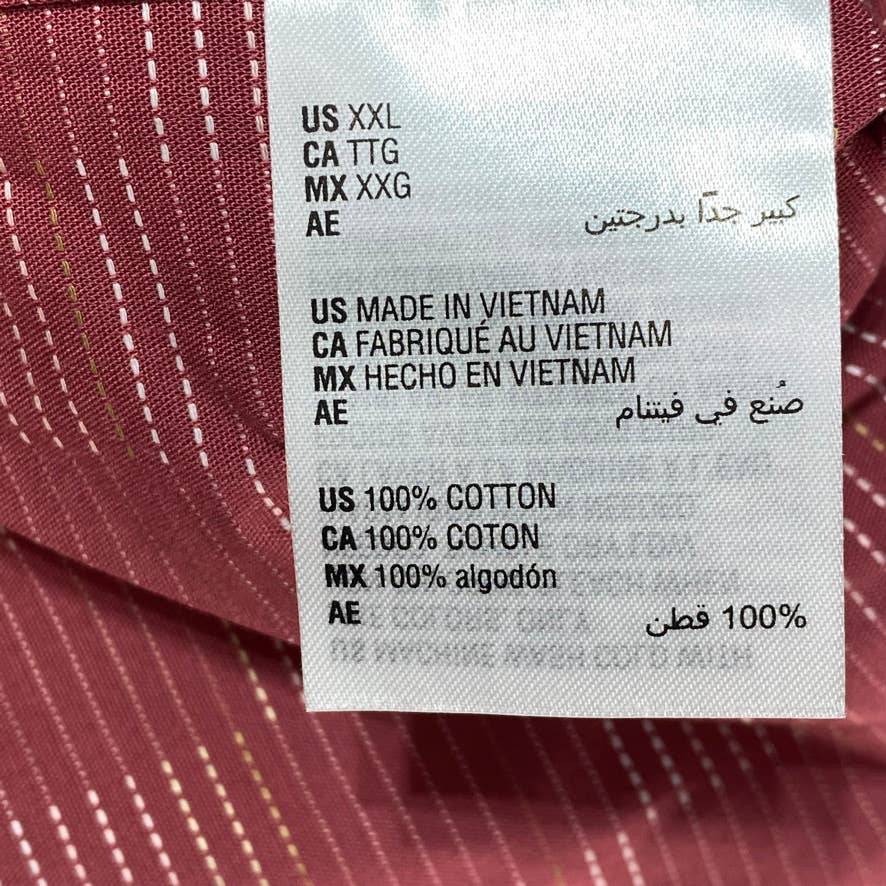 US XXL
CA TTG
MX XXG
AE كبير جدًا بدرجتين
US MADE IN VIETNAM
CA FABRIQUÉ AU VIETNAM
MX HECHO EN VIETNAM
AE صُنع في فيتنام
US 100% COTTON
CA 100% COTON
MX 100% algodón
AE 100% قطن